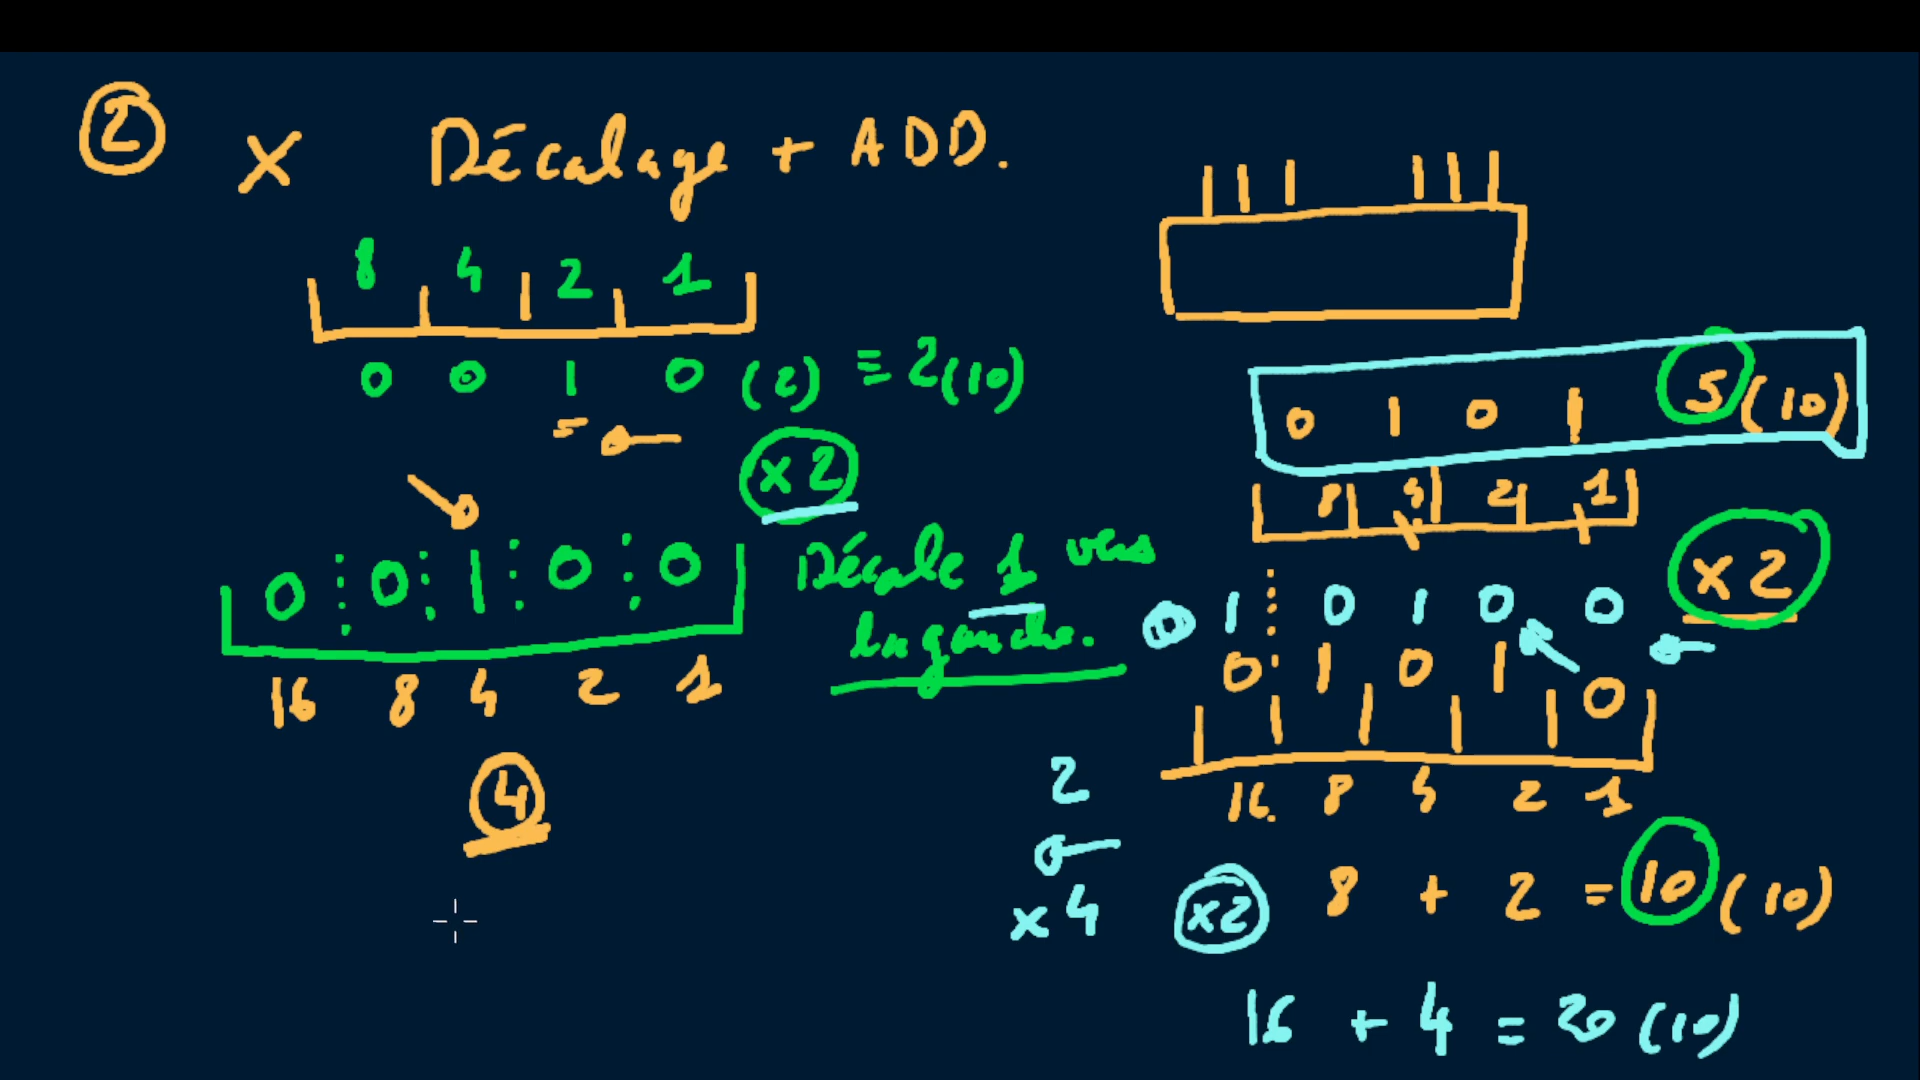 ② X Décalage + ADD.
8 4 2 1
0 0 1 0 (2) ≡ 2(10)
x 2
0 0 1 0 0
16 8 4 2 1
4
Décale 1 vers
la gauche.
0 1 0 1 5 (10)
8 4 2 1
x 2
0 1 0 1 0 0
0 1 0 1 0
16. 8 4 2 1
2
x 4
x2
8 + 2 = 10 (10)
16 + 4 = 20 (10)